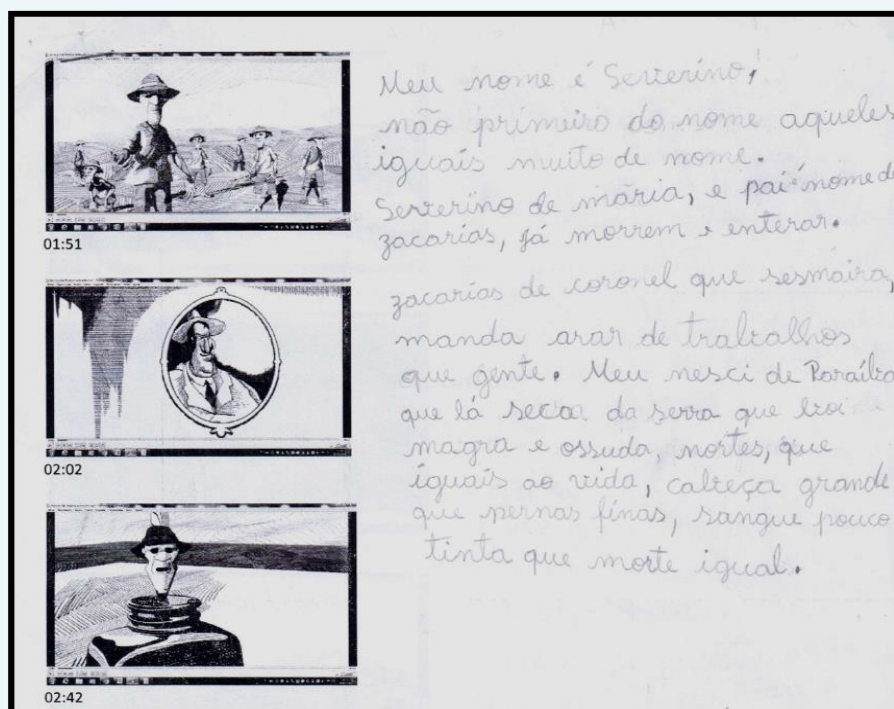 01:51
02:02
02:42
Meu nome é Serterino,
não primeiro do nome aqueles
iguais muito de nome.
Serterino de mária, e pai nome de
zacarias, já morrem e enterar.
zacarias de coronel que sesmaira,
manda arar de trabalhos
que gente. Meu nesci de Paraíba
que lá secca da serra que
magra e ossuda, mortes, que
iguais ao vida, cabeça grande
que pernas finas, sangue pouco
tinta que morte igual.